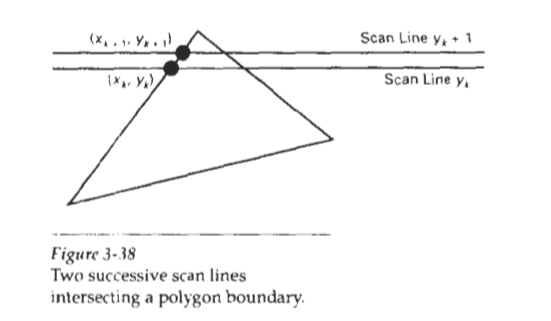 (xₖ₊₁, yₖ₊₁)
Scan Line yₖ + 1
(xₖ, yₖ)
Scan Line yₖ
Figure 3-38
Two successive scan lines
intersecting a polygon boundary.